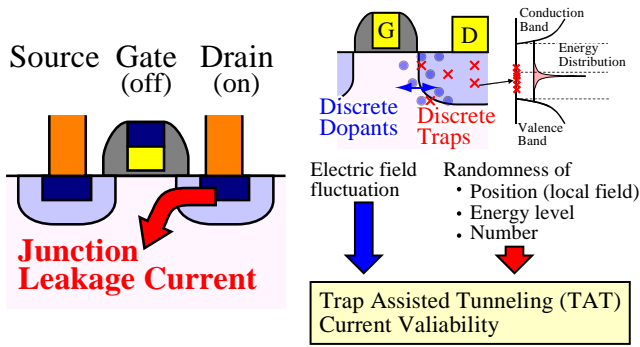 Source Gate Drain
(off) (on)
Junction
Leakage Current
G
D
Discrete
Dopants
Discrete
Traps
Conduction
Band
Energy
Distribution
Valence
Band
Electric field
fluctuation
Randomness of
• Position (local field)
• Energy level
• Number
Trap Assisted Tunneling (TAT)
Current Valiability